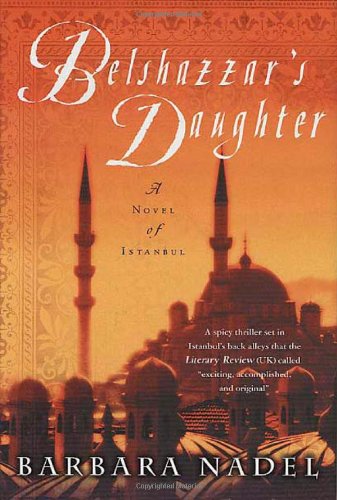 Belshazzar's
Daughter
A
NOVEL
of
ISTANBUL
A spicy thriller set in
Istanbul's back alleys that the
Literary Review (UK) called
"exciting, accomplished,
and original"
BARBARA NADEL